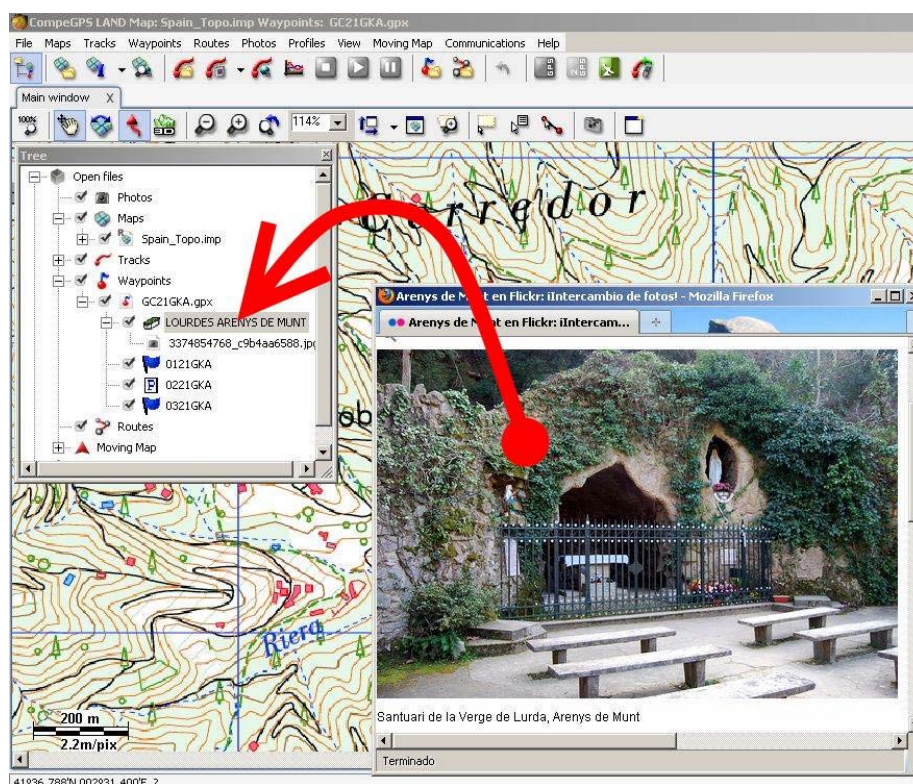 CompeGPS LAND Map: Spain_Topo.imp Waypoints: GC21GKA.gpx
File Maps Tracks Waypoints Routes Photos Profiles View Moving Map Communications Help
GPS GPS
Main window X
100% 114%
Tree
Open files
Photos
Maps
Spain_Topo.imp
Tracks
Waypoints
GC21GKA.gpx
LOURDES ARENYS DE MUNT
3374854768_c9b4aa6588.jp
0121GKA
P 0221GKA
0321GKA
Routes
Moving Map
Corredor
ob
Riera
200 m
2.2m/pix
Arenys de Munt en Flickr: ¡Intercambio de fotos! - Mozilla Firefox
Arenys de Munt en Flickr: ¡Intercam...
Santuari de la Verge de Lurda, Arenys de Munt
Terminado